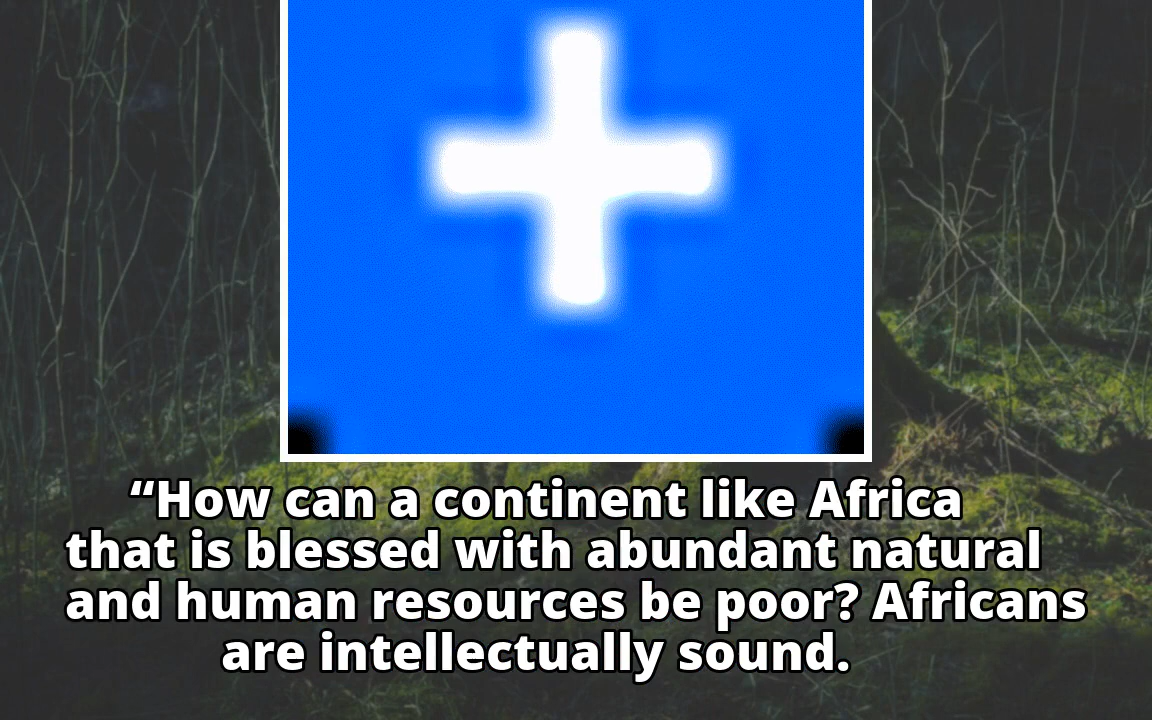 “How can a continent like Africa
that is blessed with abundant natural
and human resources be poor? Africans
are intellectually sound.